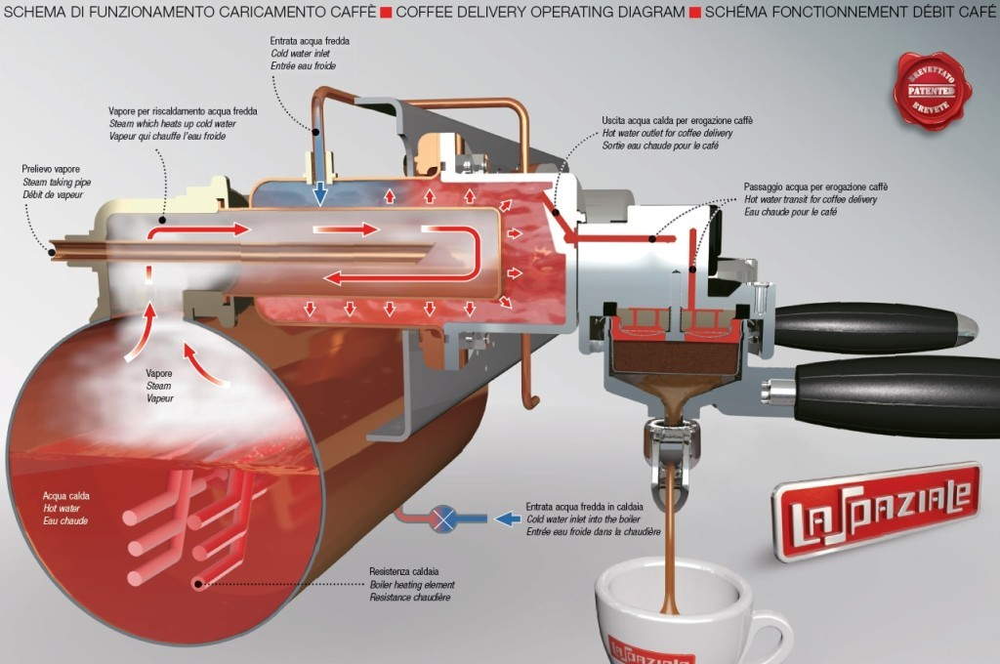 SCHEMA DI FUNZIONAMENTO CARICAMENTO CAFFÈ ■ COFFEE DELIVERY OPERATING DIAGRAM ■ SCHÉMA FONCTIONNEMENT DÉBIT CAFÉ
Entrata acqua fredda
Cold water inlet
Entrée eau froide
BREVETTATO
PATENTED
BREVETE
Vapore per riscaldamento acqua fredda
Steam which heats up cold water
Vapeur qui chauffe l'eau froide
Uscita acqua calda per erogazione caffè
Hot water outlet for coffee delivery
Sortie eau chaude pour le café
Prelievo vapore
Steam taking pipe
Débit de vapeur
Passaggio acqua per erogazione caffè
Hot water transit for coffee delivery
Eau chaude pour le café
Vapore
Steam
Vapeur
Acqua calda
Hot water
Eau chaude
Entrata acqua fredda in caldaia
Cold water inlet into the boiler
Entrée eau froide dans la chaudière
La Spaziale
Resistenza caldaia
Boiler heating element
Resistance chaudière
La Spaziale